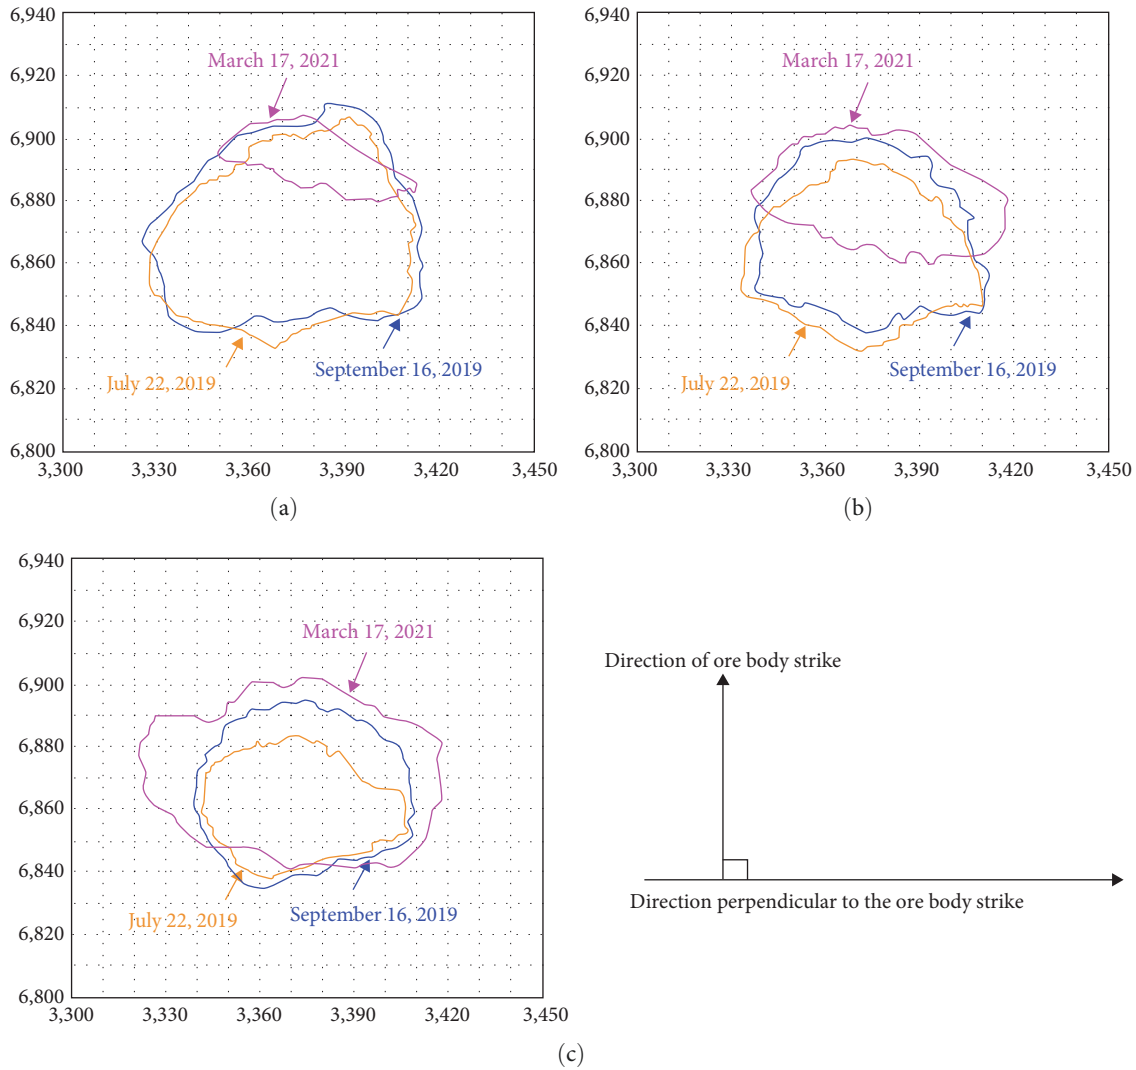 6,940
6,920
6,900
6,880
6,860
6,840
6,820
6,800
3,300 3,330 3,360 3,390 3,420 3,450
March 17, 2021
September 16, 2019
July 22, 2019
(a)
6,940
6,920
6,900
6,880
6,860
6,840
6,820
6,800
3,300 3,330 3,360 3,390 3,420 3,450
March 17, 2021
September 16, 2019
July 22, 2019
(b)
6,940
6,920
6,900
6,880
6,860
6,840
6,820
6,800
3,300 3,330 3,360 3,390 3,420 3,450
March 17, 2021
September 16, 2019
July 22, 2019
Direction of ore body strike
Direction perpendicular to the ore body strike
(c)